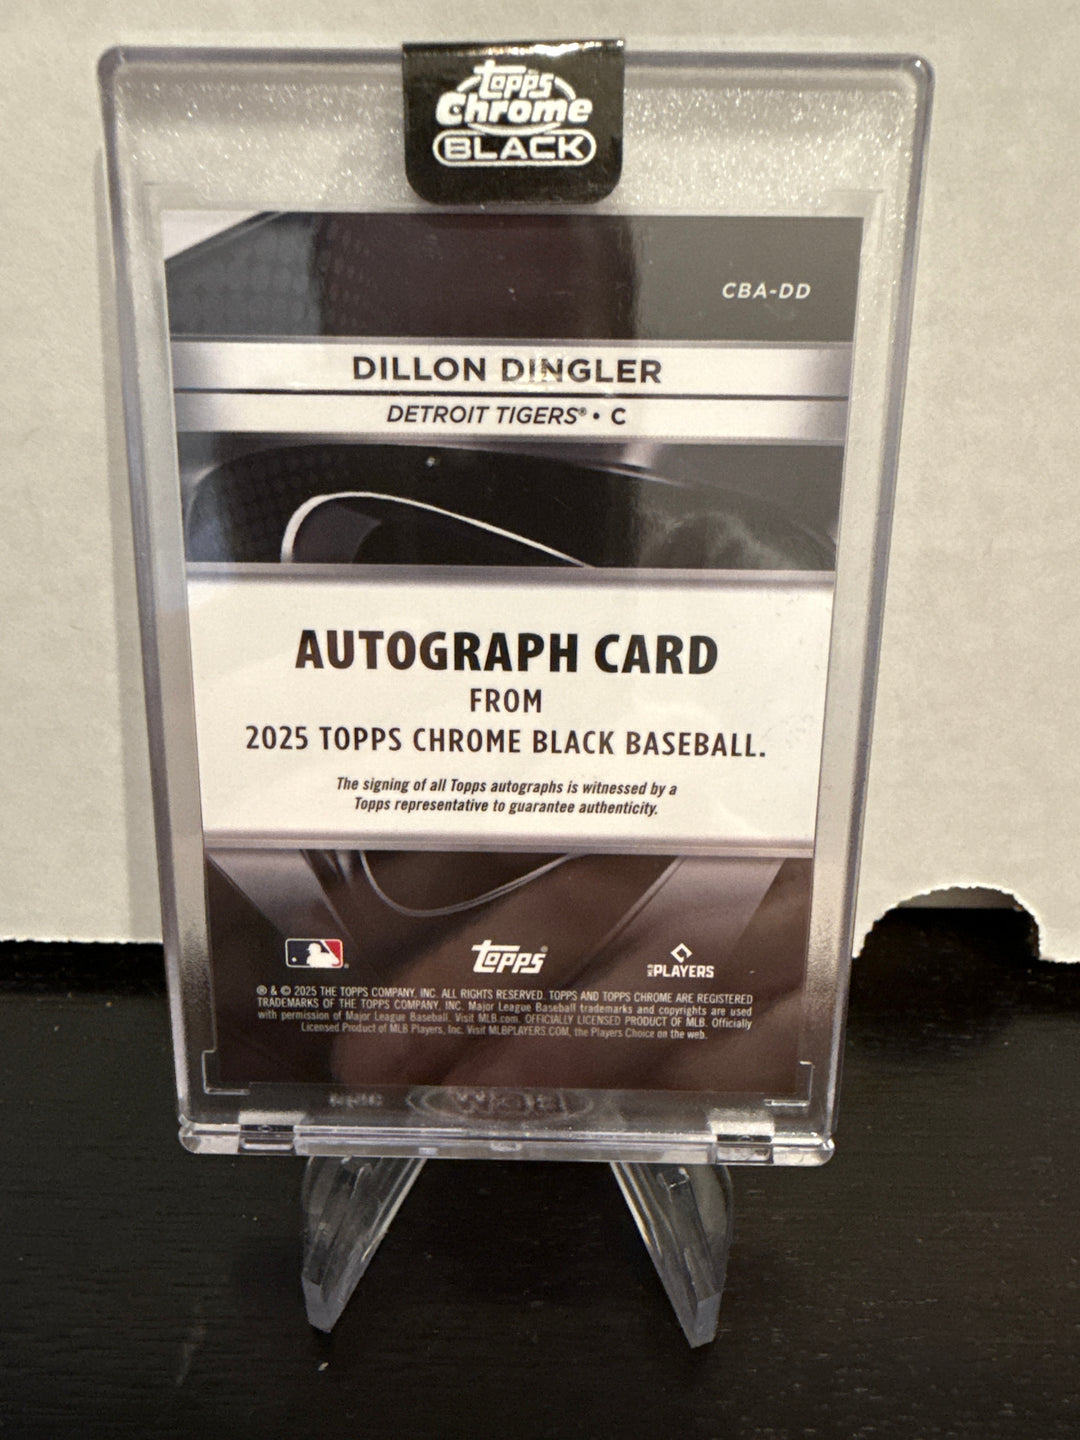 Topps
Chrome
BLACK
CBA-DD
DILLON DINGLER
DETROIT TIGERS® • C
AUTOGRAPH CARD
FROM
2025 TOPPS CHROME BLACK BASEBALL.
The signing of all Topps autographs is witnessed by a
Topps representative to guarantee authenticity.
Topps® PLAYERS
® & © 2025 THE TOPPS COMPANY, INC. ALL RIGHTS RESERVED. TOPPS AND TOPPS CHROME ARE REGISTERED
TRADEMARKS OF THE TOPPS COMPANY, INC. Major League Baseball trademarks and copyrights are used
with permission of Major League Baseball. Visit MLB.com. OFFICIALLY LICENSED PRODUCT OF MLB. Officially
Licensed Product of MLB Players, Inc. Visit MLBPLAYERS.COM, the Players Choice on the web.